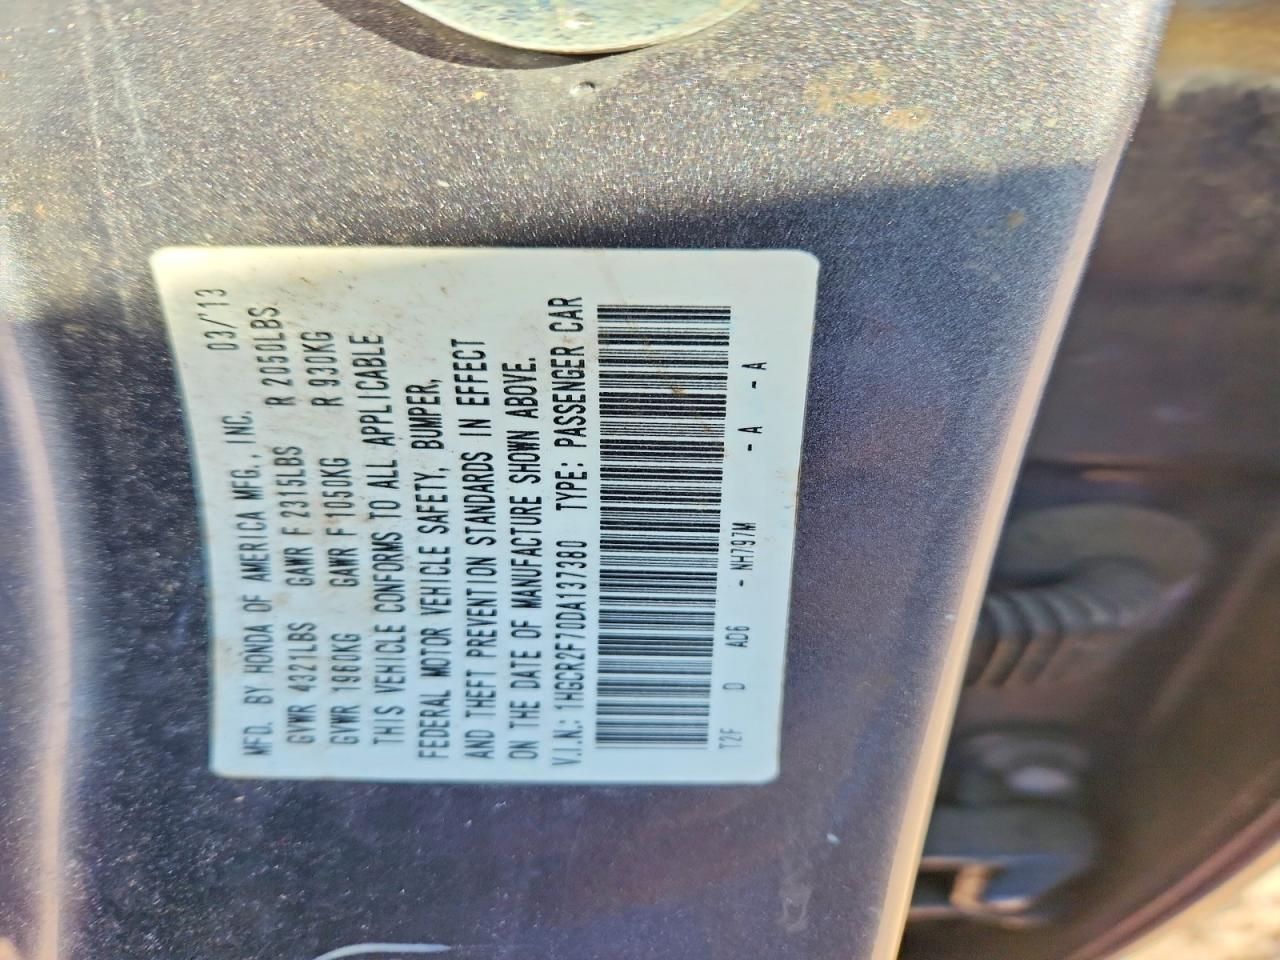 MFD. BY HONDA OF AMERICA MFG., INC. 03/'13
GVWR 4321LBS GAWR F 2315LBS R 2050LBS
GVWR 1960KG GAWR F 1050KG R 930KG
THIS VEHICLE CONFORMS TO ALL APPLICABLE
FEDERAL MOTOR VEHICLE SAFETY, BUMPER,
AND THEFT PREVENTION STANDARDS IN EFFECT
ON THE DATE OF MANUFACTURE SHOWN ABOVE.
V.I.N.: 1HGCR2F70DA137380 TYPE: PASSENGER CAR
T2F D AD6 - NH797M - A - A